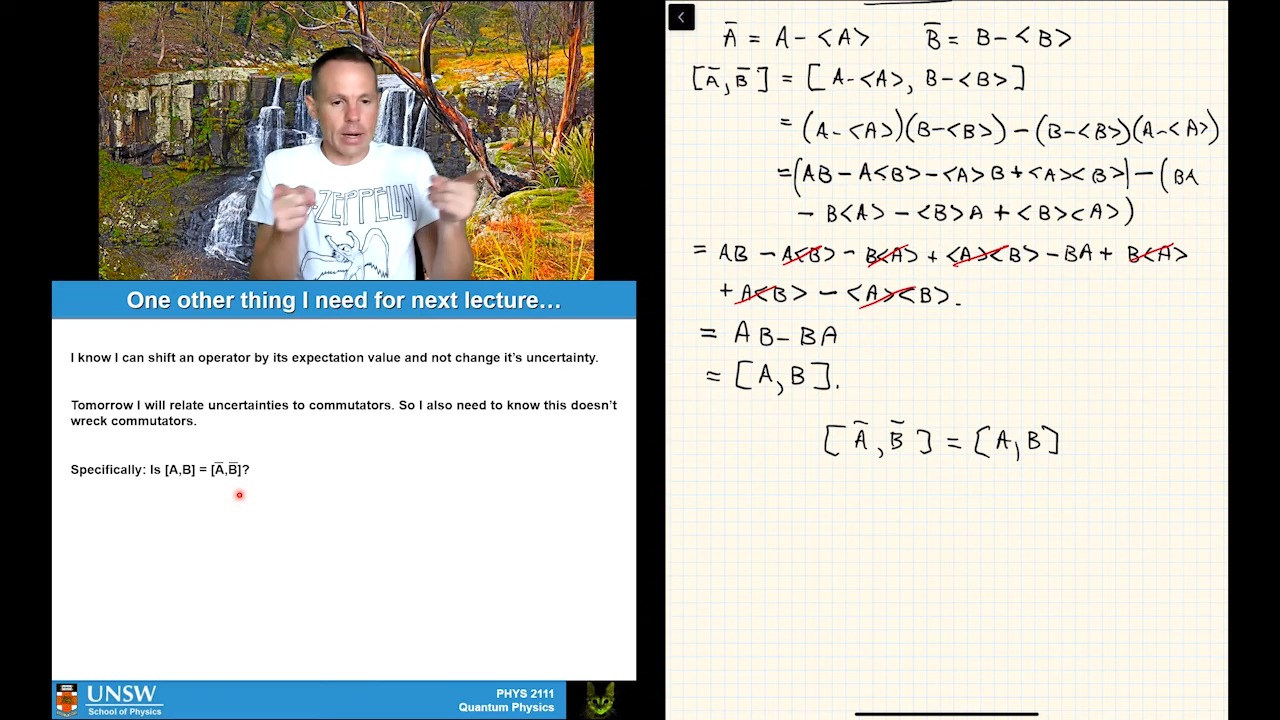 ZEPPELIN
One other thing I need for next lecture…
I know I can shift an operator by its expectation value and not change it's uncertainty.
Tomorrow I will relate uncertainties to commutators. So I also need to know this doesn't
wreck commutators.
Specifically: Is [A,B] = [A̅,B̅]?
UNSW
School of Physics
PHYS 2111
Quantum Physics
A̅ = A - <A>  B̅ = B - <B>
[A̅, B̅] = [A - <A>, B - <B>]
= (A - <A>)(B - <B>) - (B - <B>)(A - <A>)
= (AB - A<B> - <A>B + <A><B>) - (BA
- B<A> - <B>A + <B><A>)
= AB - A<B> - B<A> + <A><B> - BA + B<A>
+ A<B> - <A><B>.
= AB - BA
= [A, B].
[A̅, B̅] = [A, B]